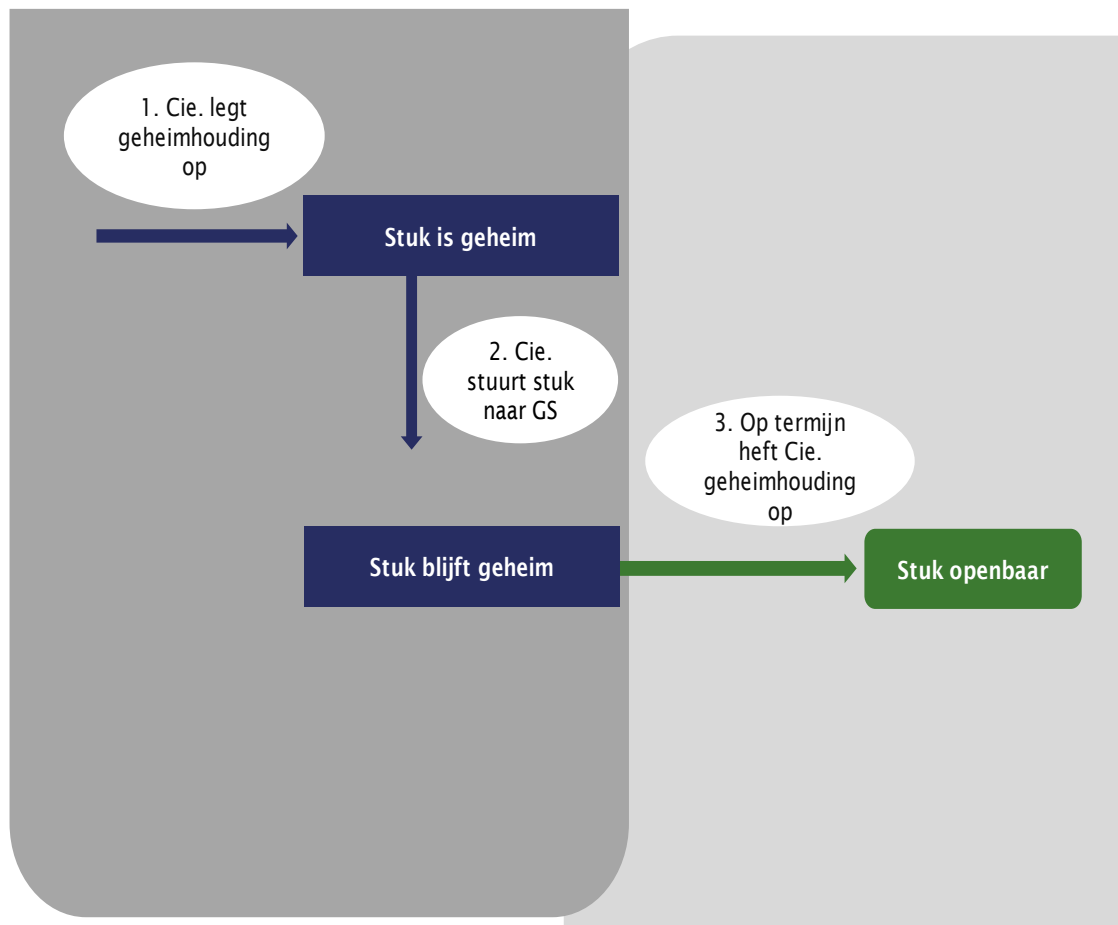 1. Cie. legt
geheimhouding
op
Stuk is geheim
2. Cie.
stuurt stuk
naar GS
3. Op termijn
heft Cie.
geheimhouding
op
Stuk blijft geheim
Stuk openbaar